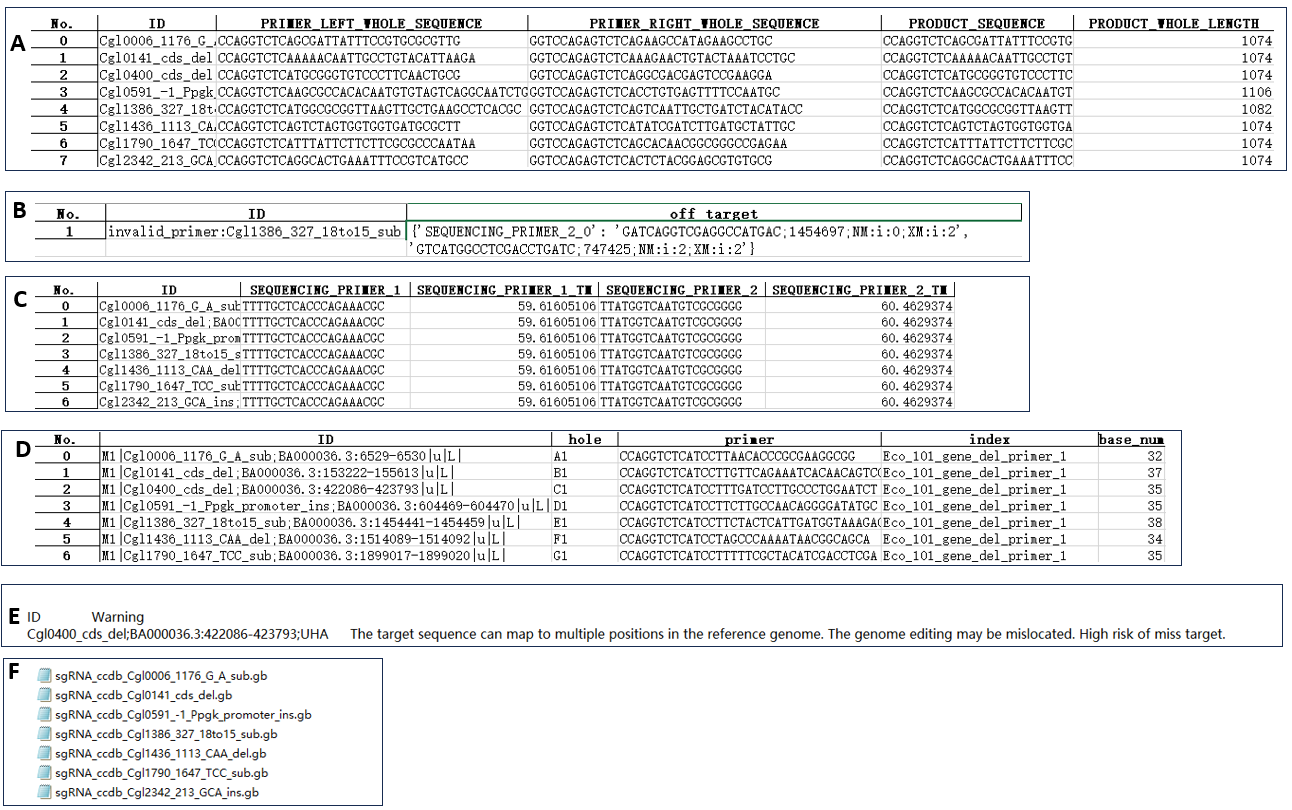 A
No. ID PRIMER_LEFT_WHOLE_SEQUENCE PRIMER_RIGHT_WHOLE_SEQUENCE PRODUCT_SEQUENCE PRODUCT_WHOLE_LENGTH
0 Cgl0006_1176_G_A CCAGGTCTCAGCGATTATTTCCGTGCGCGTTG GGTCCAGAGTCTCAGAAGCCATAGAAGCCTGC CCAGGTCTCAGCGATTATTTCCGTG 1074
1 Cgl0141_cds_del CCAGGTCTCAAAAACAATTGCCTGTACATTAAGA GGTCCAGAGTCTCAAAGAACTGTACTAAATCCTGC CCAGGTCTCAAAAACAATTGCCTGT 1074
2 Cgl0400_cds_del CCAGGTCTCATGCGGGTGTCCCTTCAACTGCG GGTCCAGAGTCTCAGGCGACGAGTCCGAAGGA CCAGGTCTCATGCGGGTGTCCCTTC 1074
3 Cgl0591_-1_Ppgk_ CCAGGTCTCAAGCGCCACACAATGTGTAGTCAGGCAATCTG GGTCCAGAGTCTCACCTGTGAGTTTTCCAATGC CCAGGTCTCAAGCGCCACACAATGT 1106
4 Cgl1386_327_18t CCAGGTCTCATGGCGCGGTTAAGTTGCTGAAGCCTCACGC GGTCCAGAGTCTCAGTCAATTGCTGATCTACATACC CCAGGTCTCATGGCGCGGTTAAGTT 1082
5 Cgl1436_1113_CA CCAGGTCTCAGTCTAGTGGTGGTGATGCGCTT GGTCCAGAGTCTCATATCGATCTTGATGCTATTGC CCAGGTCTCAGTCTAGTGGTGGTGA 1074
6 Cgl1790_1647_TC CCAGGTCTCATTTATTCTCTTCTTCGCGCCCAATAA GGTCCAGAGTCTCAGCACAACGGCGGGCCGAGAA CCAGGTCTCATTTATTCTCTTCTTCGC 1074
7 Cgl2342_213_GCA CCAGGTCTCAGGCACTGAAATTTCCGTCATGCC GGTCCAGAGTCTCACTCTACGGAGCGTGTGCG CCAGGTCTCAGGCACTGAAATTTCC 1074
B
No. ID off target
1 invalid_primer:Cgl1386_327_18to15_sub {'SEQUENCING_PRIMER_2_0': 'GATCAGGTCGAGGCCATGAC;1454697;NM:i:0;XM:i:2',
'GTCATGGCCTCGACCTGATC;747425;NM:i:2;XM:i:2'}
C
No. ID SEQUENCING_PRIMER_1 SEQUENCING_PRIMER_1_TM SEQUENCING_PRIMER_2 SEQUENCING_PRIMER_2_TM
0 Cgl0006_1176_G_A_sub TTTTGCTCACCCAGAAACGC 59.61605106 TTATGGTCAATGTCGCGGGG 60.4629374
1 Cgl0141_cds_del;BA00 TTTTGCTCACCCAGAAACGC 59.61605106 TTATGGTCAATGTCGCGGGG 60.4629374
2 Cgl0591_-1_Ppgk_prom TTTTGCTCACCCAGAAACGC 59.61605106 TTATGGTCAATGTCGCGGGG 60.4629374
3 Cgl1386_327_18to15_s TTTTGCTCACCCAGAAACGC 59.61605106 TTATGGTCAATGTCGCGGGG 60.4629374
4 Cgl1436_1113_CAA_del TTTTGCTCACCCAGAAACGC 59.61605106 TTATGGTCAATGTCGCGGGG 60.4629374
5 Cgl1790_1647_TCC_sub TTTTGCTCACCCAGAAACGC 59.61605106 TTATGGTCAATGTCGCGGGG 60.4629374
6 Cgl2342_213_GCA_ins; TTTTGCTCACCCAGAAACGC 59.61605106 TTATGGTCAATGTCGCGGGG 60.4629374
D
No. ID hole primer index base_num
0 M1|Cgl0006_1176_G_A_sub;BA000036.3:6529-6530|u|L| A1 CCAGGTCTCATCCTTAACACCCGCGAAGGCGG Eco_101_gene_del_primer_1 32
1 M1|Cgl0141_cds_del;BA000036.3:153222-155613|u|L| B1 CCAGGTCTCATCCTTGTTCAGAAATCACAACAGTC Eco_101_gene_del_primer_1 37
2 M1|Cgl0400_cds_del;BA000036.3:422086-423793|u|L| C1 CCAGGTCTCATCCTTTGATCCTTGCCCTGGAATCT Eco_101_gene_del_primer_1 35
3 M1|Cgl0591_-1_Ppgk_promoter_ins;BA000036.3:604469-604470|u|L| D1 CCAGGTCTCATCCTTCTTGCCAACAGGGGATATGC Eco_101_gene_del_primer_1 35
4 M1|Cgl1386_327_18to15_sub;BA000036.3:1454441-1454459|u|L| E1 CCAGGTCTCATCCTTCTACTCATTGATGGTAAAGA Eco_101_gene_del_primer_1 38
5 M1|Cgl1436_1113_CAA_del;BA000036.3:1514089-1514092|u|L| F1 CCAGGTCTCATCCTAGCCCAAAATAACGGCAGCA Eco_101_gene_del_primer_1 34
6 M1|Cgl1790_1647_TCC_sub;BA000036.3:1899017-1899020|u|L| G1 CCAGGTCTCATCCTTTTTCGCTACATCGACCTCGA Eco_101_gene_del_primer_1 35
E
ID Warning
Cgl0400_cds_del;BA000036.3:422086-423793;UHA The target sequence can map to multiple positions in the reference genome. The genome editing may be mislocated. High risk of miss target.
F
sgRNA_ccdb_Cgl0006_1176_G_A_sub.gb
sgRNA_ccdb_Cgl0141_cds_del.gb
sgRNA_ccdb_Cgl0591_-1_Ppgk_promoter_ins.gb
sgRNA_ccdb_Cgl1386_327_18to15_sub.gb
sgRNA_ccdb_Cgl1436_1113_CAA_del.gb
sgRNA_ccdb_Cgl1790_1647_TCC_sub.gb
sgRNA_ccdb_Cgl2342_213_GCA_ins.gb